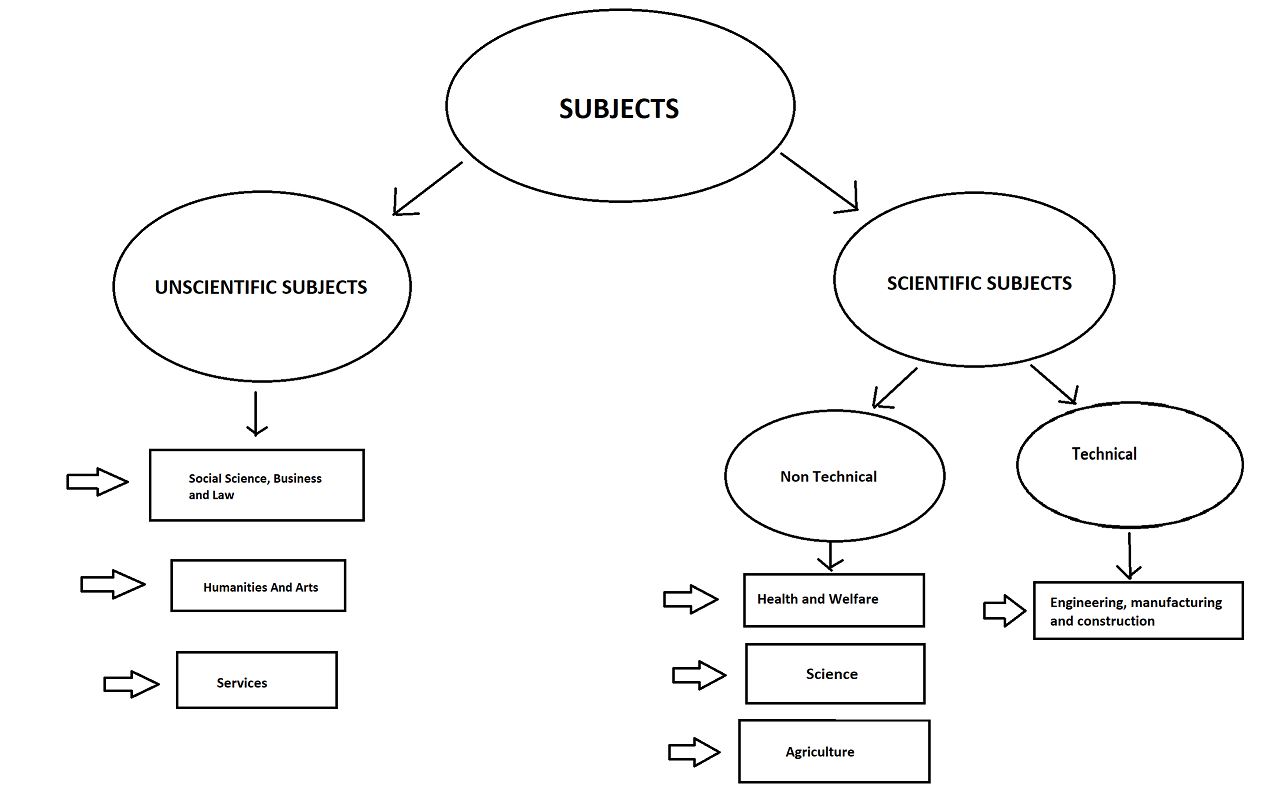 SUBJECTS
UNSCIENTIFIC SUBJECTS
SCIENTIFIC SUBJECTS
Social Science, Business
and Law
Humanities And Arts
Services
Non Technical
Technical
Health and Welfare
Science
Agriculture
Engineering, manufacturing
and construction